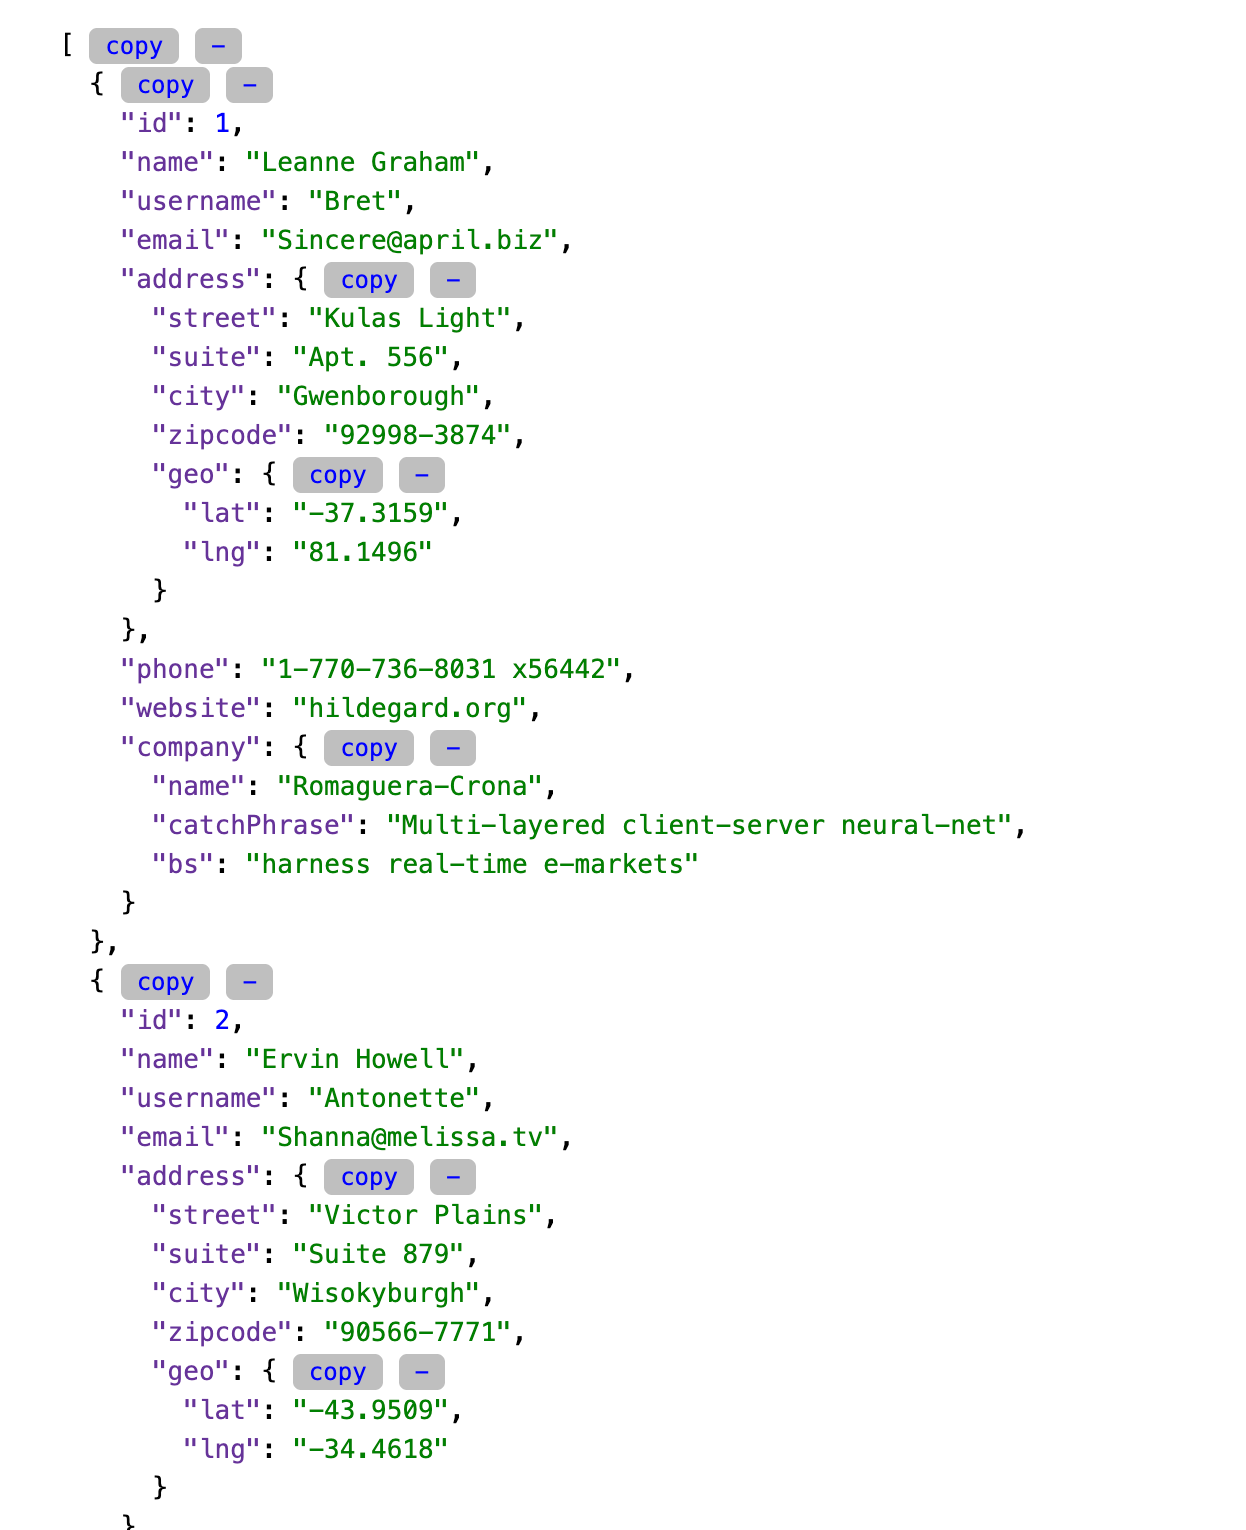 [ copy -
{ copy -
"id": 1,
"name": "Leanne Graham",
"username": "Bret",
"email": "Sincere@april.biz",
"address": { copy -
"street": "Kulas Light",
"suite": "Apt. 556",
"city": "Gwenborough",
"zipcode": "92998-3874",
"geo": { copy -
"lat": "-37.3159",
"lng": "81.1496"
}
},
"phone": "1-770-736-8031 x56442",
"website": "hildegard.org",
"company": { copy -
"name": "Romaguera-Crona",
"catchPhrase": "Multi-layered client-server neural-net",
"bs": "harness real-time e-markets"
}
},
{ copy -
"id": 2,
"name": "Ervin Howell",
"username": "Antonette",
"email": "Shanna@melissa.tv",
"address": { copy -
"street": "Victor Plains",
"suite": "Suite 879",
"city": "Wisokyburgh",
"zipcode": "90566-7771",
"geo": { copy -
"lat": "-43.9509",
"lng": "-34.4618"
}
}